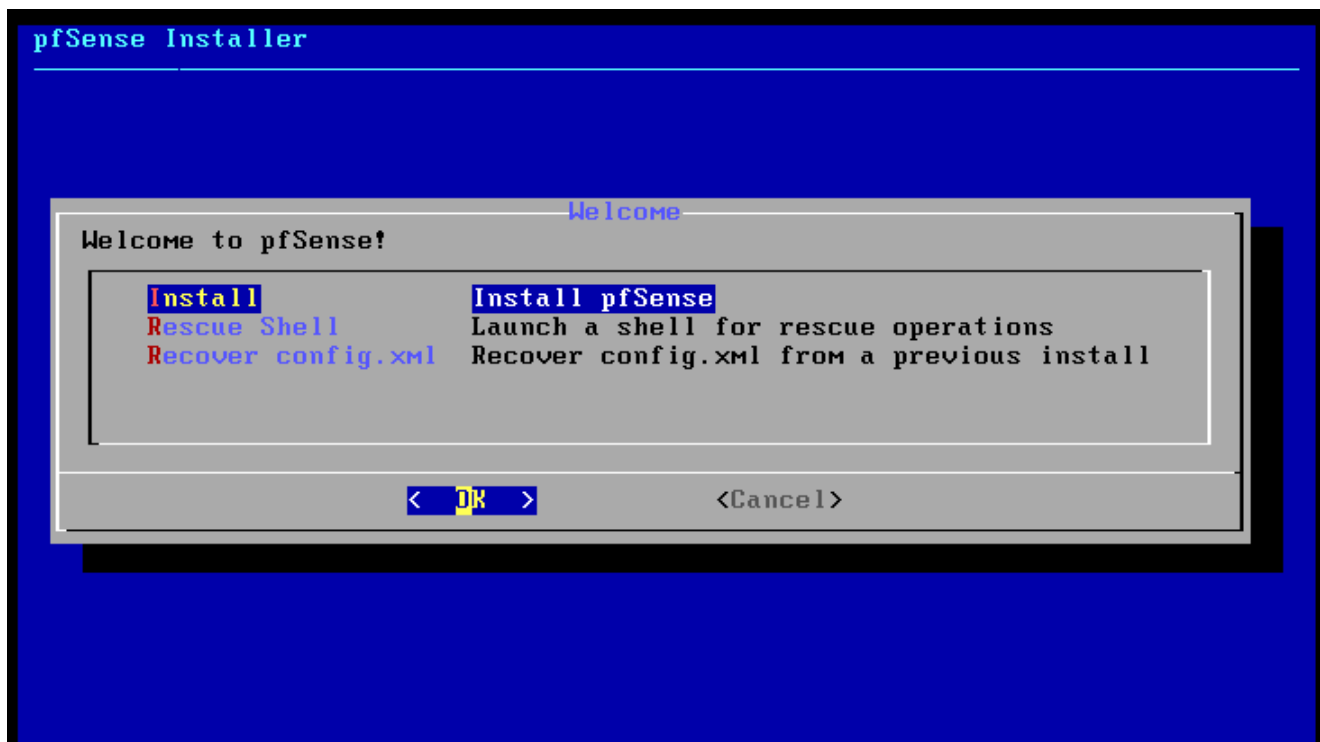 pfSense Installer
Welcome
Welcome to pfSense!
Install Install pfSense
Rescue Shell Launch a shell for rescue operations
Recover config.xml Recover config.xml from a previous install
< OK > <Cancel>